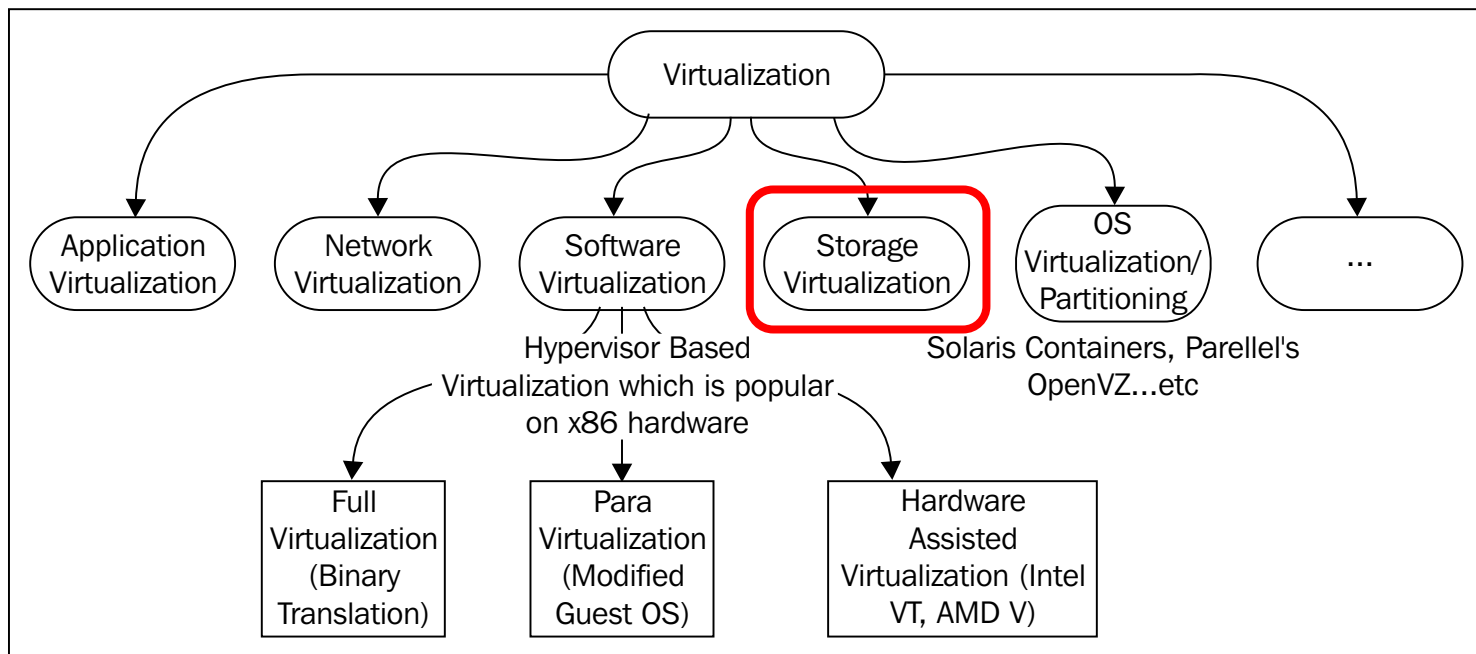 Virtualization
Application
Virtualization
Network
Virtualization
Software
Virtualization
Storage
Virtualization
OS
Virtualization/
Partitioning
...
Hypervisor Based
Virtualization which is popular
on x86 hardware
Solaris Containers, Parellel's
OpenVZ...etc
Full
Virtualization
(Binary
Translation)
Para
Virtualization
(Modified
Guest OS)
Hardware
Assisted
Virtualization (Intel
VT, AMD V)